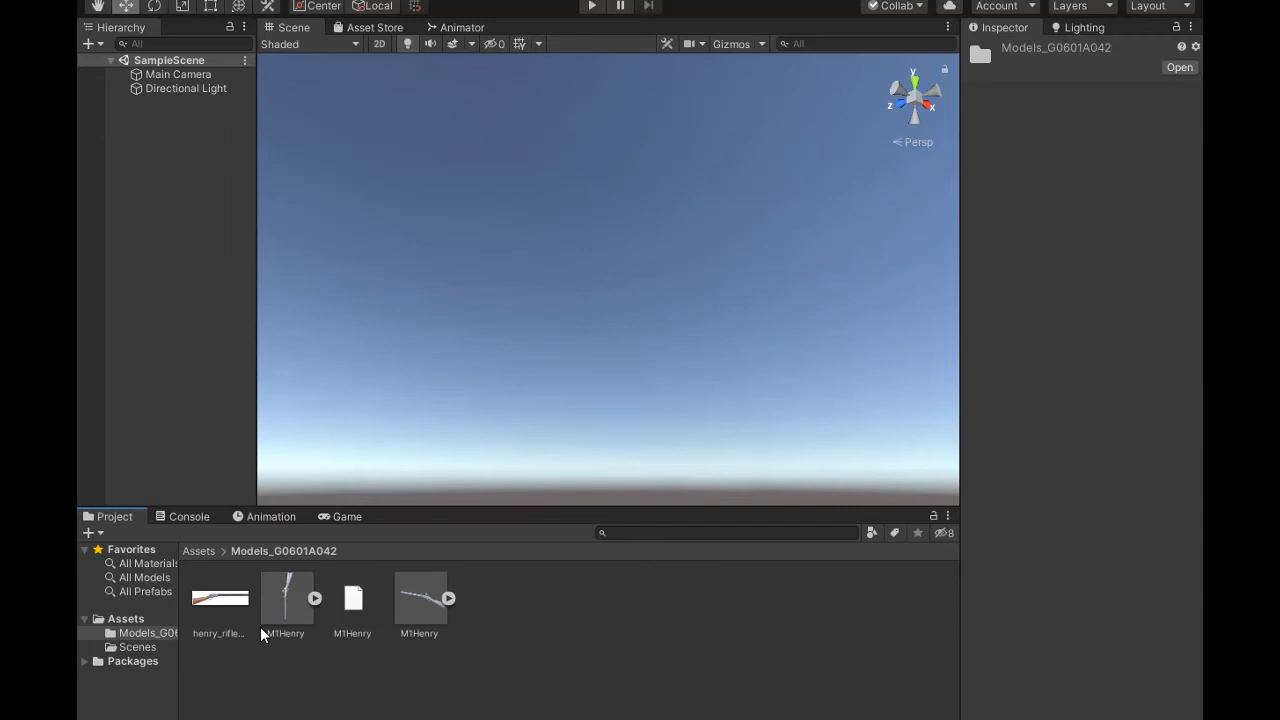 Center Local Collab Account Layers Layout
Hierarchy Scene Asset Store Animator Inspector Lighting
All Shaded 2D 0 Gizmos All Models_G0601A042
SampleScene Open
Main Camera y
Directional Light z x
Persp
Project Console Animation Game
8
Favorites Assets > Models_G0601A042
All Materials
All Models
All Prefabs
Assets
Models_G06 henry_rifle... M1Henry M1Henry M1Henry
Scenes
Packages